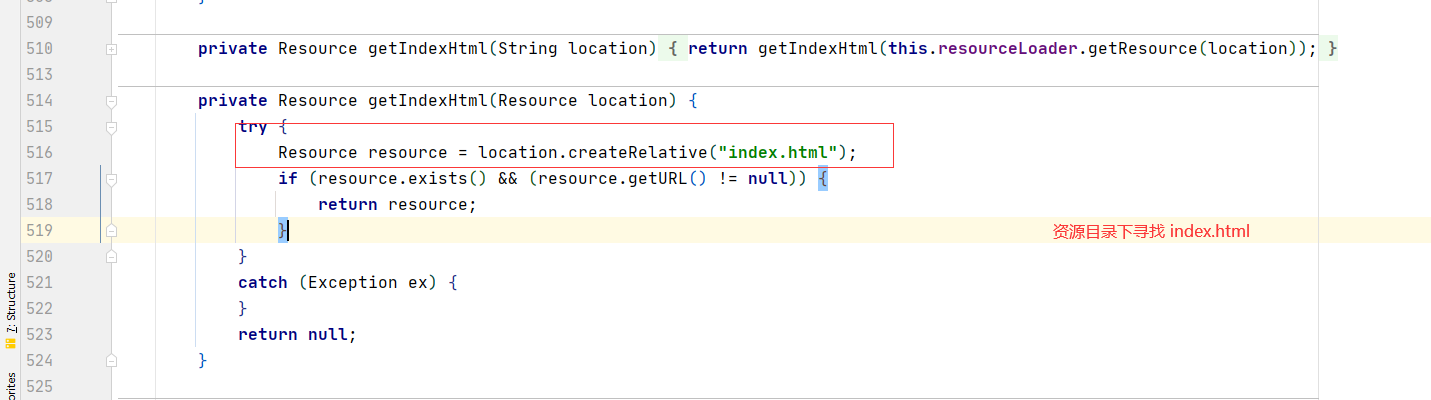 509
510 private Resource getIndexHtml(String location) { return getIndexHtml(this.resourceLoader.getResource(location)); }
513
514 private Resource getIndexHtml(Resource location) {
515 try {
516 Resource resource = location.createRelative("index.html");
517 if (resource.exists() && (resource.getURL() != null)) {
518 return resource;
519 } 资源目录下寻找 index.html
520 }
521 catch (Exception ex) {
522 }
523 return null;
524 }
525
7: Structure